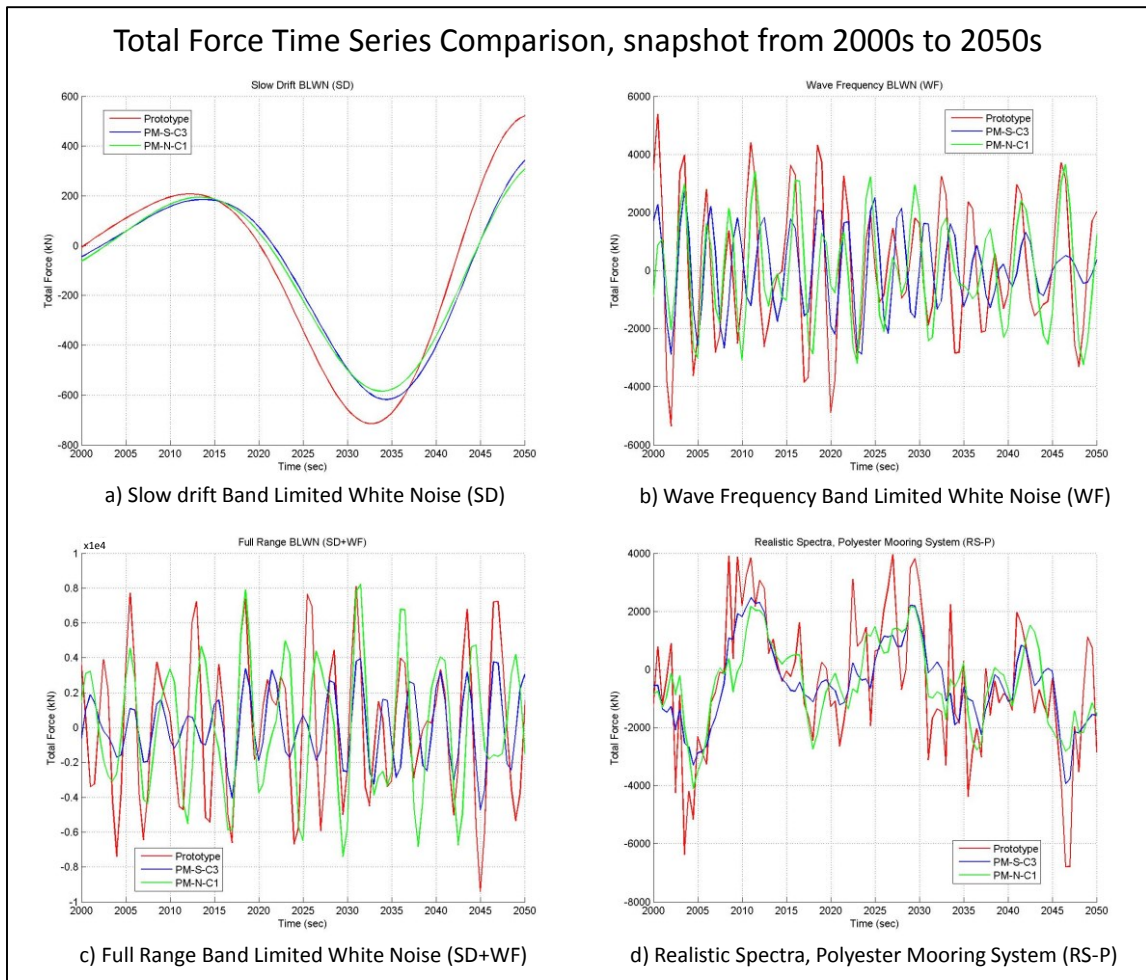 Total Force Time Series Comparison, snapshot from 2000s to 2050s
Slow Drift BLWN (SD)
600
400
200
0
-200
-400
-600
-800
Total Force (kN)
Prototype
PM-S-C3
PM-N-C1
2000 2005 2010 2015 2020 2025 2030 2035 2040 2045 2050
Time (sec)
a) Slow drift Band Limited White Noise (SD)
Wave Frequency BLWN (WF)
6000
4000
2000
0
-2000
-4000
-6000
Total Force (kN)
Prototype
PM-S-C3
PM-N-C1
2000 2005 2010 2015 2020 2025 2030 2035 2040 2045 2050
Time (sec)
b) Wave Frequency Band Limited White Noise (WF)
x1e4
Full Range BLWN (SD+WF)
1
0.8
0.6
0.4
0.2
0
-0.2
-0.4
-0.6
-0.8
-1
Total Force (kN)
Prototype
PM-S-C3
PM-N-C1
2000 2005 2010 2015 2020 2025 2030 2035 2040 2045 2050
Time (sec)
c) Full Range Band Limited White Noise (SD+WF)
Realistic Spectra, Polyester Mooring System (RS-P)
4000
2000
0
-2000
-4000
-6000
-8000
Total Force (kN)
Prototype
PM-S-C3
PM-N-C1
2000 2005 2010 2015 2020 2025 2030 2035 2040 2045 2050
Time (sec)
d) Realistic Spectra, Polyester Mooring System (RS-P)